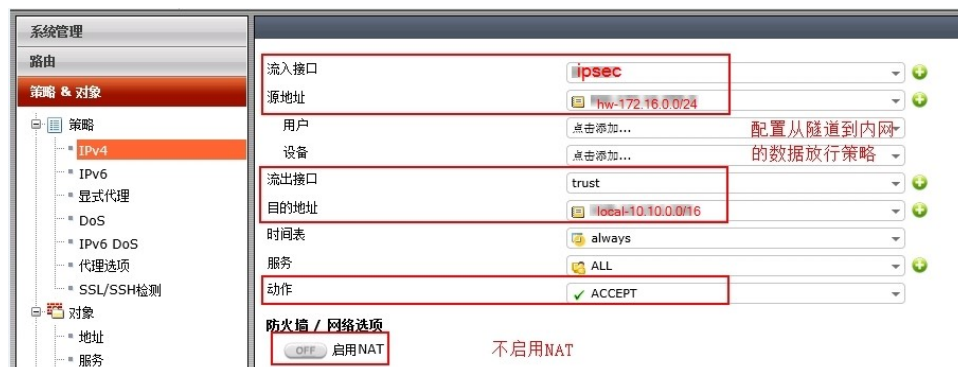 系统管理
路由
策略 & 对象
策略
IPv4
IPv6
显式代理
DoS
IPv6 DoS
代理选项
SSL/SSH检测
对象
地址
服务
流入接口 ipsec
源地址 hw-172.16.0.0/24
用户 点击添加...
设备 点击添加...
配置从隧道到内网
的数据放行策略
流出接口 trust
目的地址 local-10.10.0.0/16
时间表 always
服务 ALL
动作 ACCEPT
防火墙 / 网络选项
OFF 启用NAT 不启用NAT